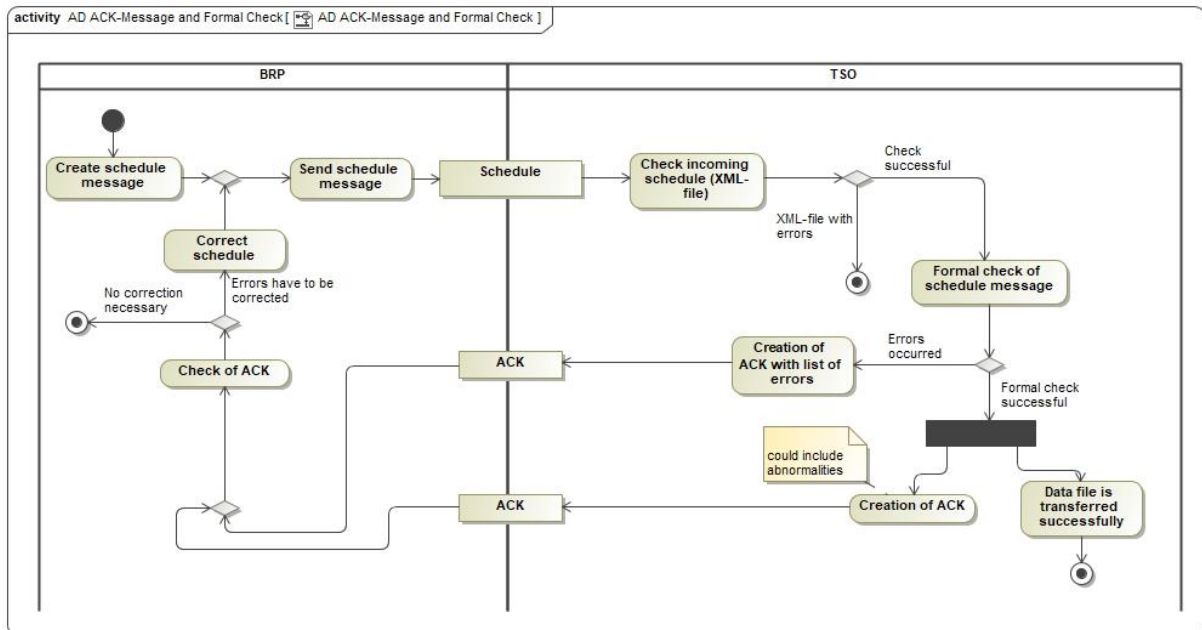 activity AD ACK-Message and Formal Check [ AD ACK-Message and Formal Check ]
BRP
TSO
Create schedule
message
Send schedule
message
Schedule
Check incoming
schedule (XML-
file)
Check
successful
XML-file with
errors
Correct
schedule
Formal check of
schedule message
Errors have to be
corrected
No correction
necessary
Check of ACK
ACK
Creation of
ACK with list of
errors
Errors
occurred
Formal check
successful
could include
abnormalities
ACK
Creation of ACK
Data file is
transferred
successfully